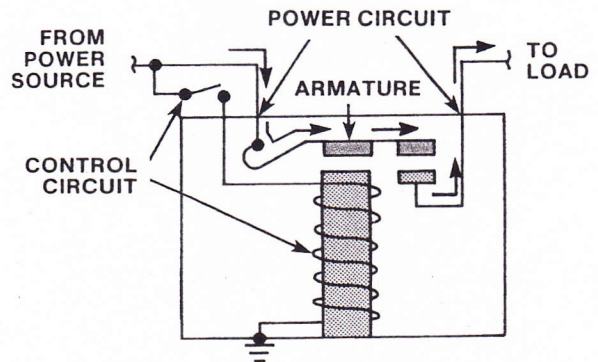 POWER CIRCUIT
FROM
POWER
SOURCE
TO
LOAD
ARMATURE
CONTROL
CIRCUIT